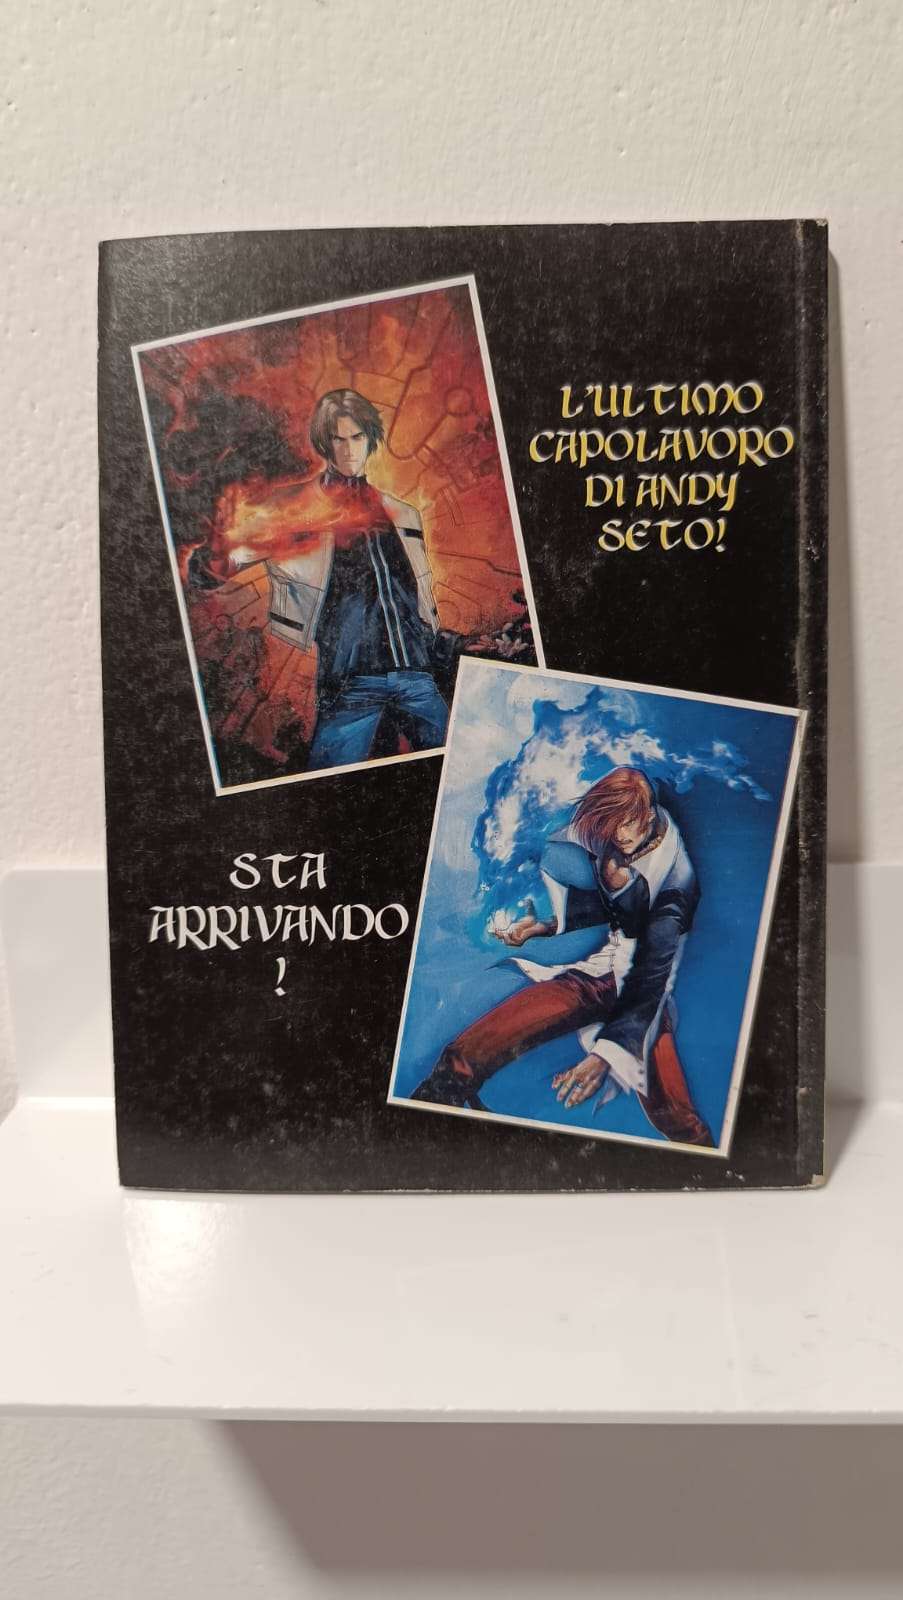 L'ULTIMO
CAPOLAVORO
DI ANDY
SETO!
STA
ARRIVANDO
!